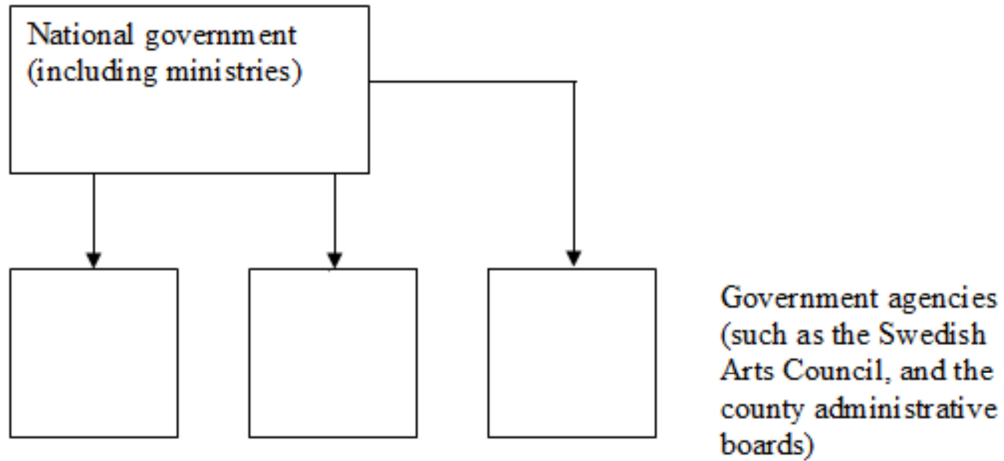 National government
(including ministries)
Government agencies
(such as the Swedish
Arts Council, and the
county administrative
boards)